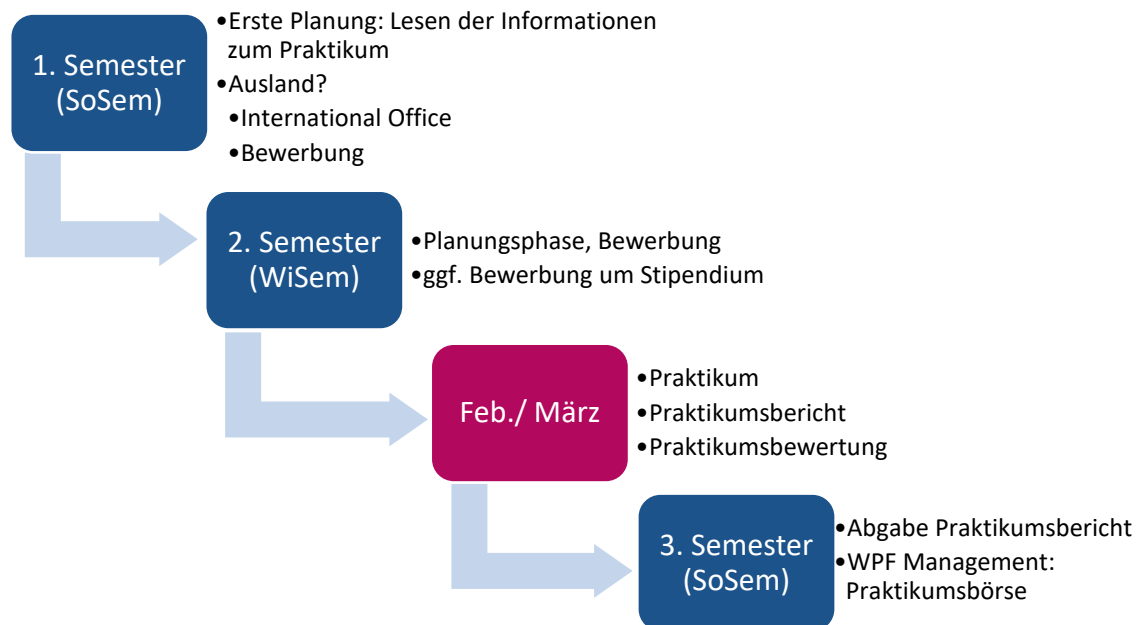 1. Semester
(SoSem)
•Erste Planung: Lesen der Informationen
zum Praktikum
•Ausland?
•International Office
•Bewerbung
2. Semester
(WiSem)
•Planungsphase, Bewerbung
•ggf. Bewerbung um Stipendium
Feb./ März
•Praktikum
•Praktikumsbericht
•Praktikumsbewertung
3. Semester
(SoSem)
•Abgabe Praktikumsbericht
•WPF Management:
Praktikumsbörse